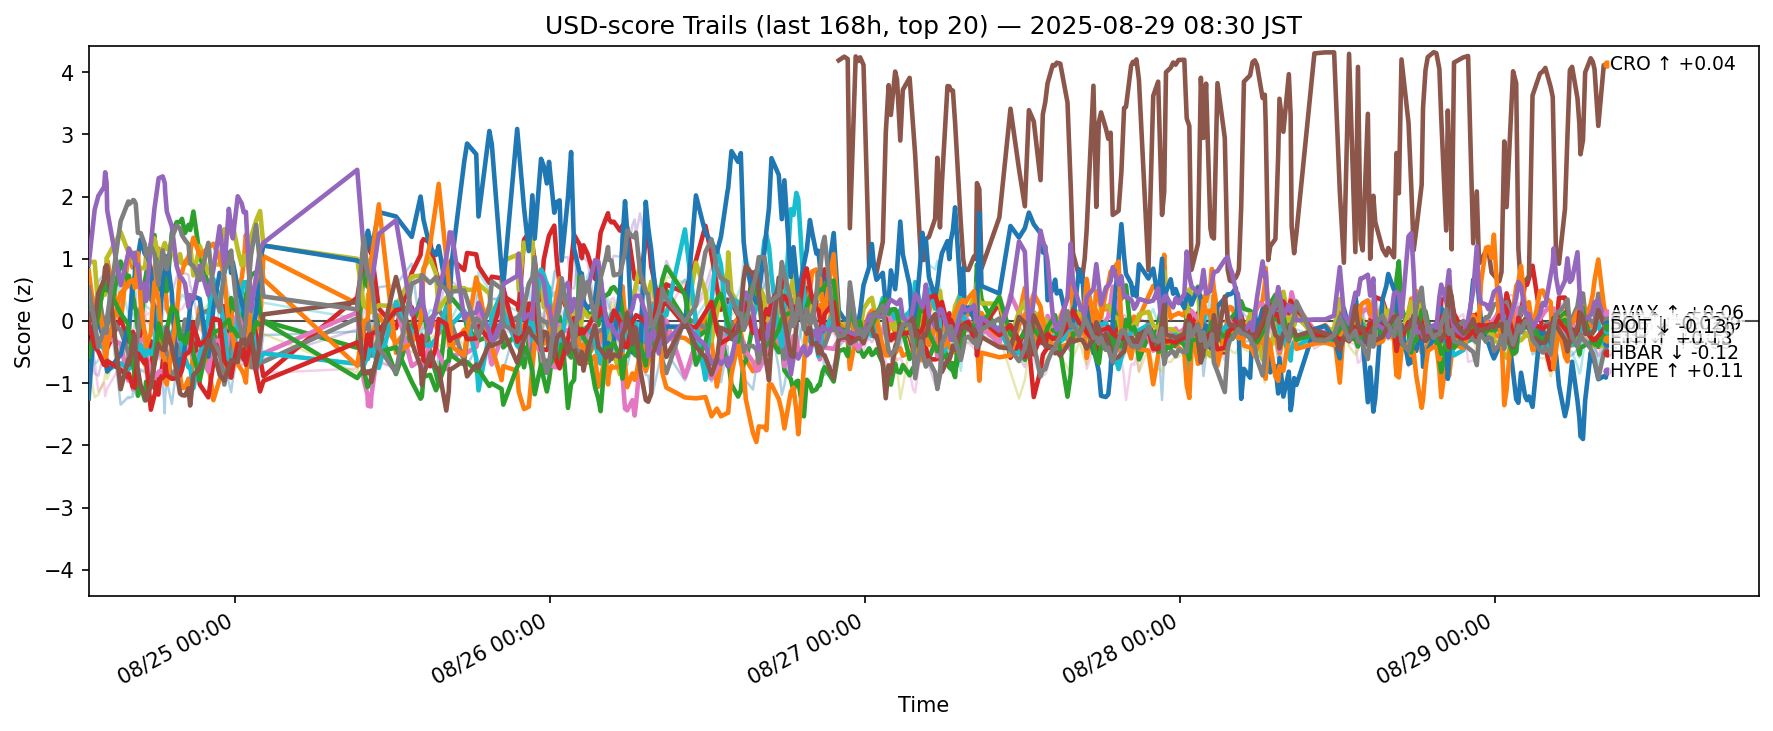 USD-score Trails (last 168h, top 20) — 2025-08-29 08:30 JST
Score (z)
4
3
2
1
0
−1
−2
−3
−4
CRO ↑ +0.04
AVAX ↑ +0.06
DOT ↓ -0.13
HBAR ↓ -0.12
HYPE ↑ +0.11
08/25 00:00
08/26 00:00
08/27 00:00
08/28 00:00
08/29 00:00
Time